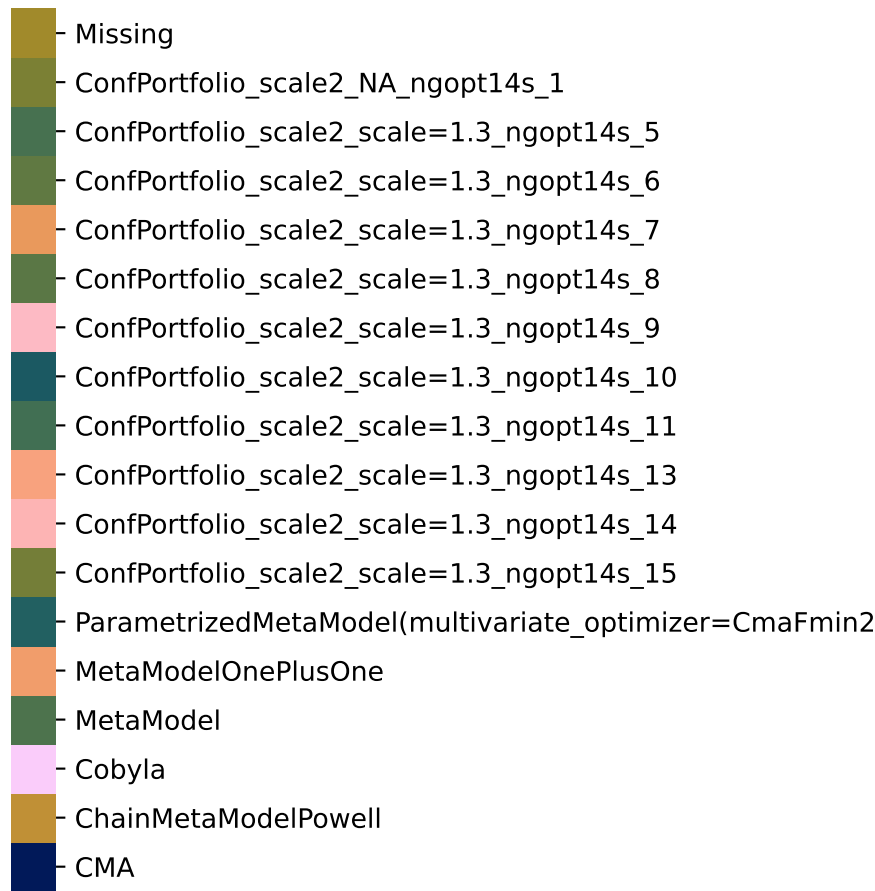 Missing
ConfPortfolio_scale2_NA_ngopt14s_1
ConfPortfolio_scale2_scale=1.3_ngopt14s_5
ConfPortfolio_scale2_scale=1.3_ngopt14s_6
ConfPortfolio_scale2_scale=1.3_ngopt14s_7
ConfPortfolio_scale2_scale=1.3_ngopt14s_8
ConfPortfolio_scale2_scale=1.3_ngopt14s_9
ConfPortfolio_scale2_scale=1.3_ngopt14s_10
ConfPortfolio_scale2_scale=1.3_ngopt14s_11
ConfPortfolio_scale2_scale=1.3_ngopt14s_13
ConfPortfolio_scale2_scale=1.3_ngopt14s_14
ConfPortfolio_scale2_scale=1.3_ngopt14s_15
ParametrizedMetaModel(multivariate_optimizer=CmaFmin2
MetaModelOnePlusOne
MetaModel
Cobyla
ChainMetaModelPowell
CMA